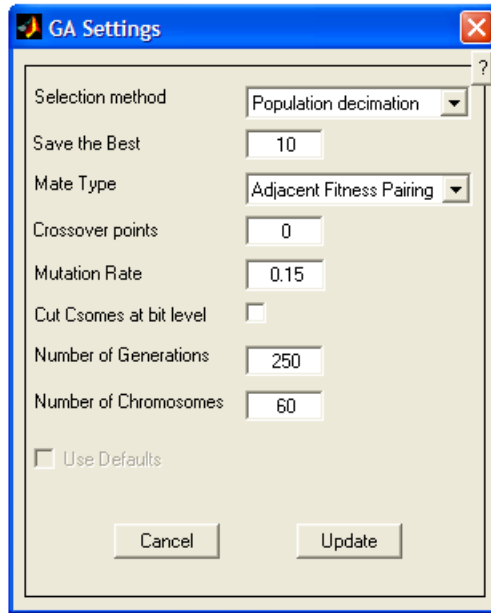 GA Settings
?
Selection method Population decimation
Save the Best 10
Mate Type Adjacent Fitness Pairing
Crossover points 0
Mutation Rate 0.15
Cut Csomes at bit level
Number of Generations 250
Number of Chromosomes 60
Use Defaults
Cancel Update